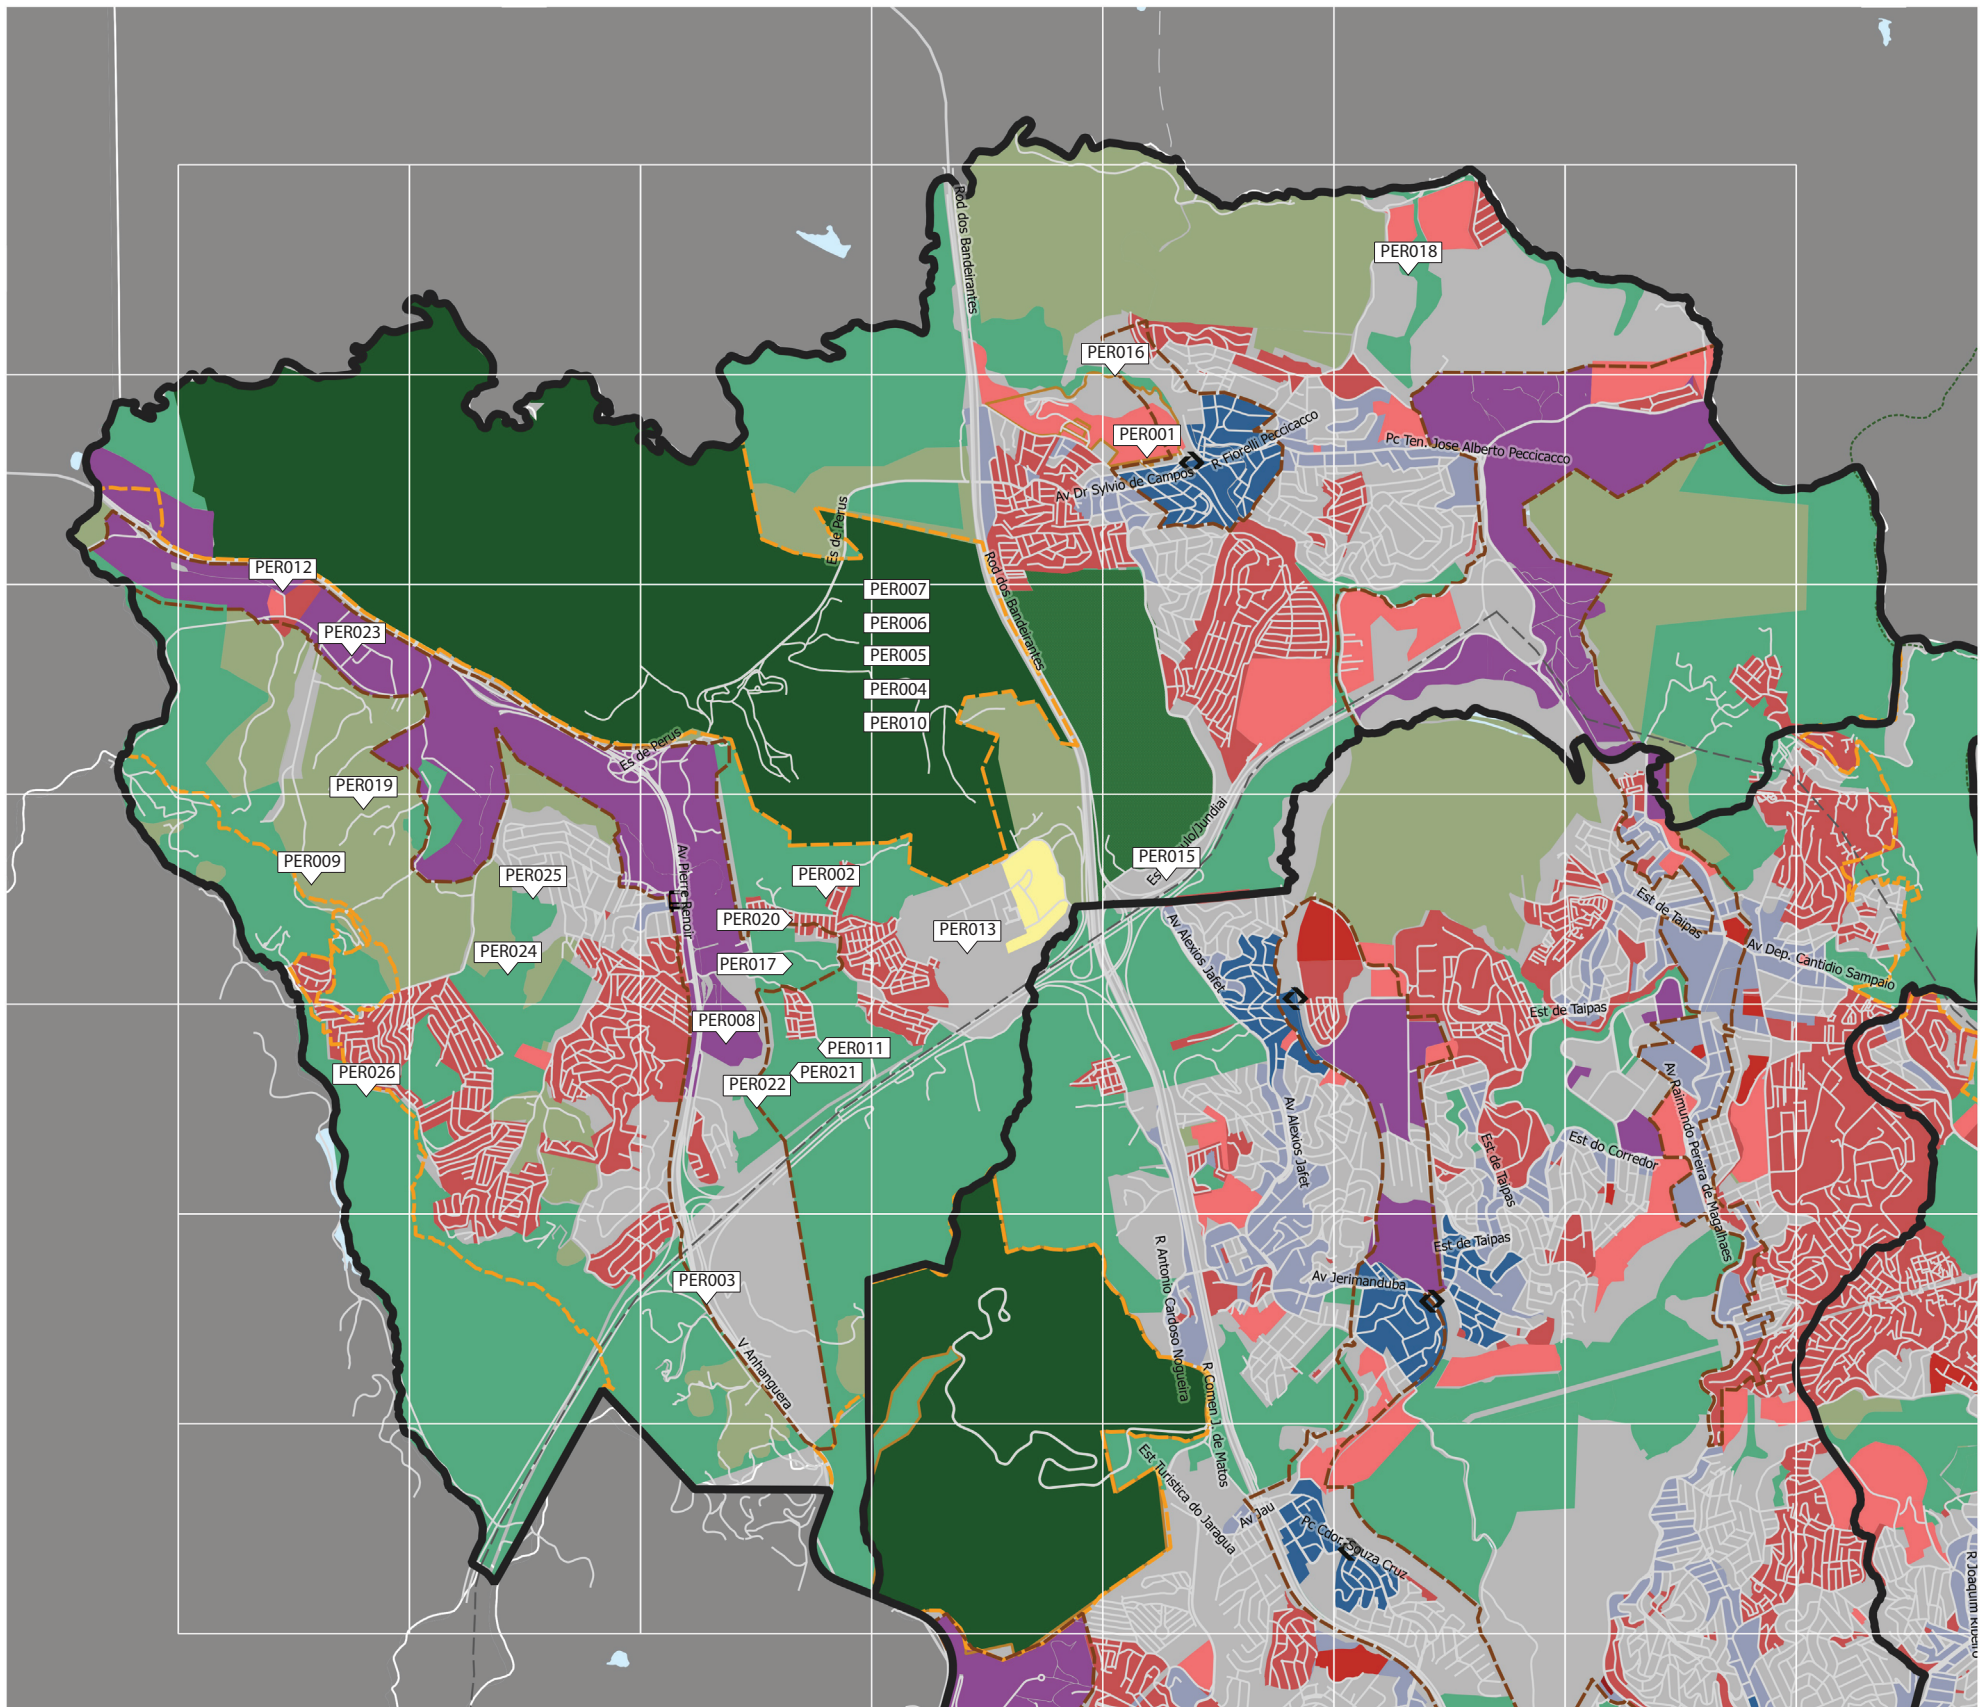 Rod dos Bandeirantes
PER018
PER016
PER001
R Fiorelli Peccicacco
Pc Ten. Jose Alberto Peccicacco
Av Dr Sylvio de Campos
Es de Perus
Rod dos Bandeirantes
PER012
PER007
PER006
PER023
PER005
PER004
PER010
Es de Perus
PER019
PER009
PER025
PER002
PER015
Av Pierre Renoir
PER020
PER013
PER024
PER017
Est de Taipas
Av Alexios Jafet
Av Dep. Cantidio Sampaio
Est de Taipas
PER008
PER011
PER026
PER022
PER021
Av Alexios Jafet
Av Raimundo Pereira de Magalhaes
Est de Taipas
Est do Corredor
Est de Taipas
PER003
Av Jerimanduba
R Antonio Cardoso Nogueira
V Anhanguera
R Comen J. de Matos
Est Turistica do Jaragua
Av Jau
Pc Cdor. Souza Cruz
R Joaquim Ribeiro